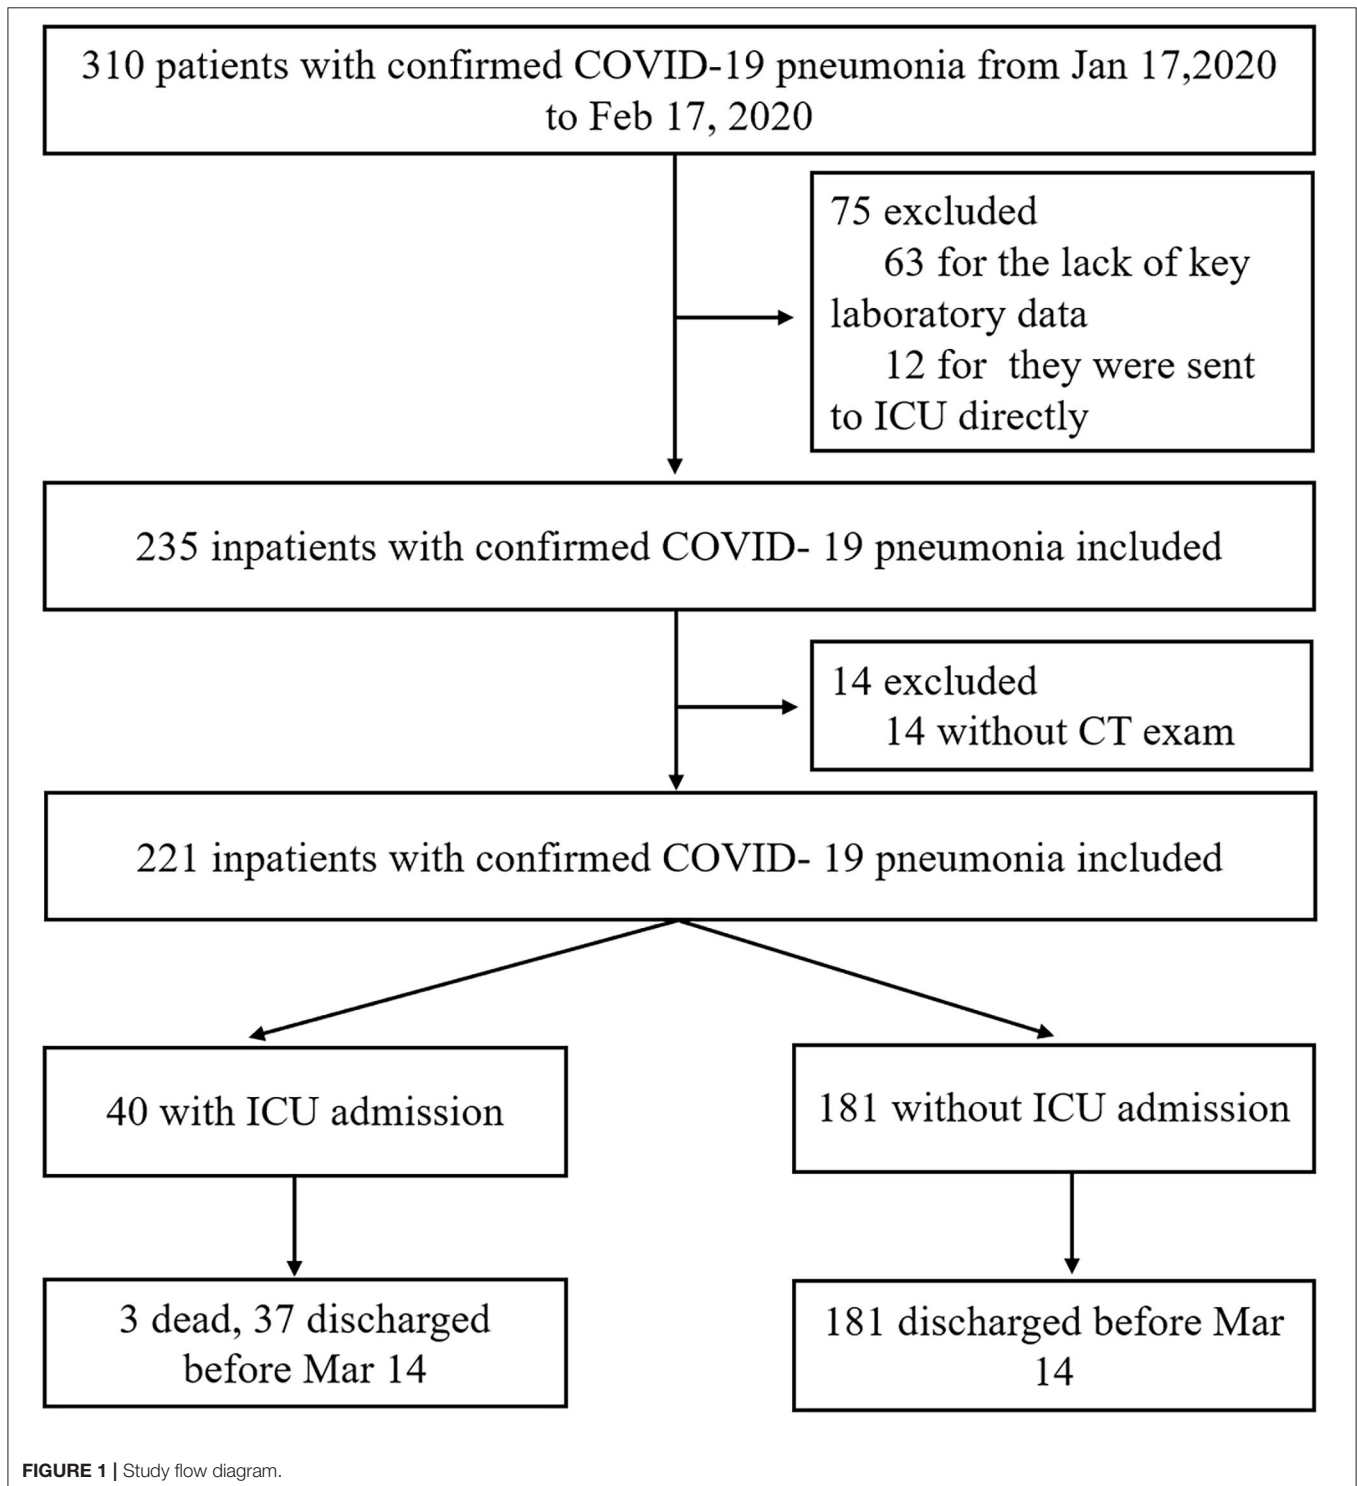 310 patients with confirmed COVID-19 pneumonia from Jan 17,2020
to Feb 17, 2020
75 excluded
63 for the lack of key
laboratory data
12 for  they were sent
to ICU directly
235 inpatients with confirmed COVID- 19 pneumonia included
14 excluded
14 without CT exam
221 inpatients with confirmed COVID- 19 pneumonia included
40 with ICU admission
181 without ICU admission
3 dead, 37 discharged
before Mar 14
181 discharged before Mar
14
FIGURE 1 | Study flow diagram.